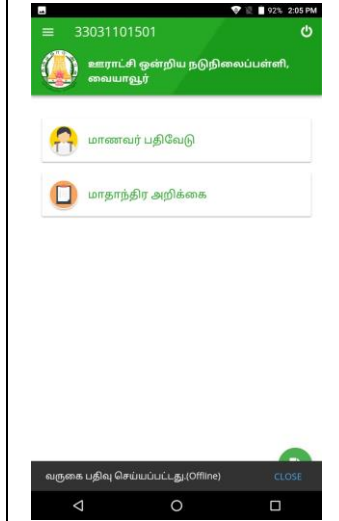 92% 2:05 PM
33031101501
ஊராட்சி ஒன்றிய நடுநிலைப்பள்ளி,
வையாவூர்
மாணவர் பதிவேடு
மாதாந்திர அறிக்கை
வருகை பதிவு செய்யப்பட்டது.(Offline) CLOSE